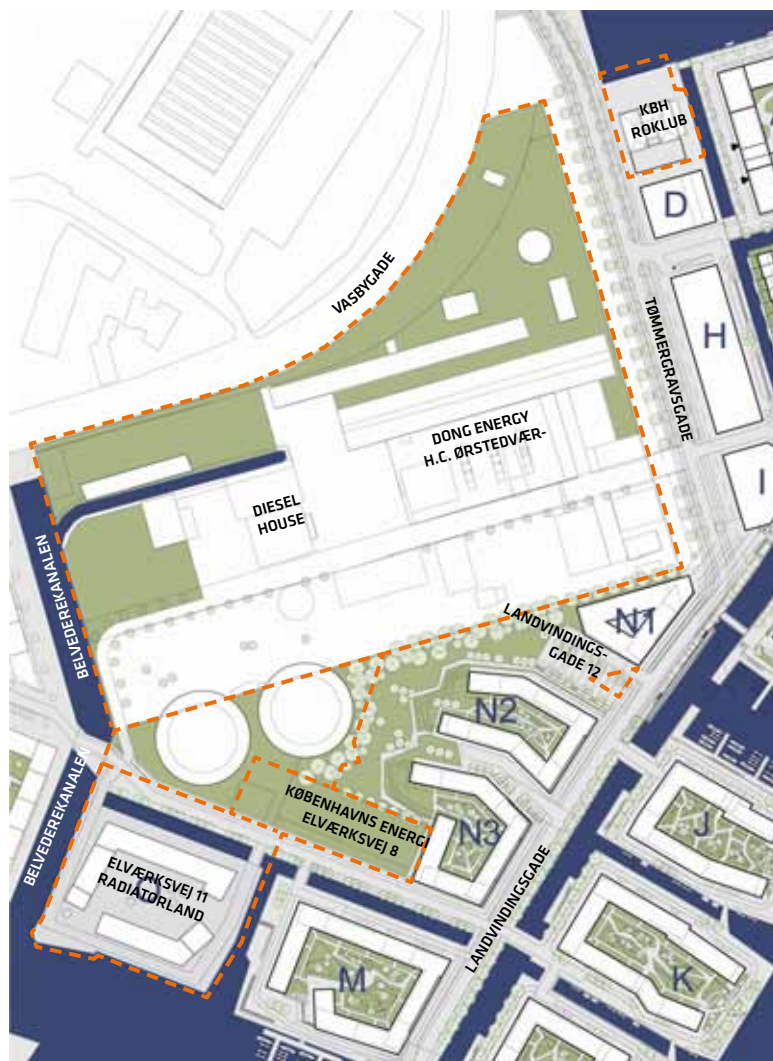 KBH
ROKLUB
D
VASBYGADE
TØMMERGRAVSGADE
H
DONG ENERGY
H.C. ØRSTEDVÆR-
I
DIESEL
HOUSE
BELVEDEREKANALEN
LANDVINDINGS-
GADE 12
N1
N2
BELVEDEREKANALEN
KØBENHAVNS ENERGI
ELVÆRKSVEJ 8
N3
J
ELVÆRKSVEJ 11
RADIATORLAND
O
LANDVINDINGSGADE
M
K